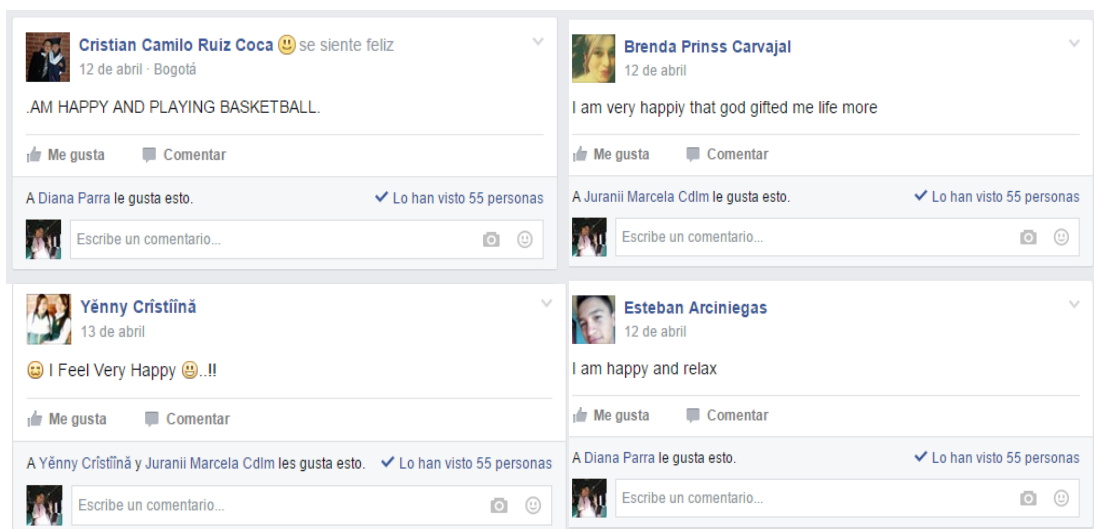 Cristian Camilo Ruiz Coca 😃 se siente feliz
12 de abril · Bogotá
.AM HAPPY AND PLAYING BASKETBALL.
Me gusta Comentar
A Diana Parra le gusta esto. ✓ Lo han visto 55 personas
Escribe un comentario...
Brenda Prinss Carvajal
12 de abril
I am very happiy that god gifted me life more
Me gusta Comentar
A Juranii Marcela Cdlm le gusta esto. ✓ Lo han visto 55 personas
Escribe un comentario...
Yĕnny Crîstîînă
13 de abril
😊 I Feel Very Happy 😃..!!
Me gusta Comentar
A Yĕnny Crîstîînă y Juranii Marcela Cdlm les gusta esto. ✓ Lo han visto 55 personas
Escribe un comentario...
Esteban Arciniegas
12 de abril
I am happy and relax
Me gusta Comentar
A Diana Parra le gusta esto. ✓ Lo han visto 55 personas
Escribe un comentario...